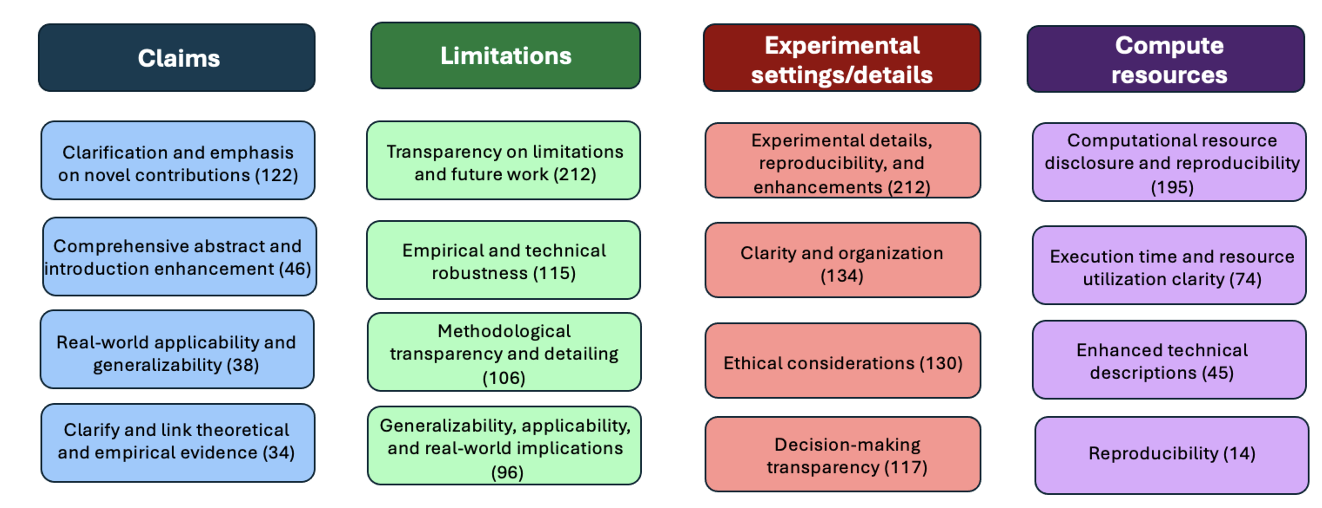 Claims
Clarification and emphasis
on novel contributions (122)
Comprehensive abstract and
introduction enhancement (46)
Real-world applicability and
generalizability (38)
Clarify and link theoretical
and empirical evidence (34)
Limitations
Transparency on limitations
and future work (212)
Empirical and technical
robustness (115)
Methodological
transparency and detailing
(106)
Generalizability, applicability,
and real-world implications
(96)
Experimental
settings/details
Experimental details,
reproducibility, and
enhancements (212)
Clarity and organization
(134)
Ethical considerations (130)
Decision-making
transparency (117)
Compute
resources
Computational resource
disclosure and reproducibility
(195)
Execution time and resource
utilization clarity (74)
Enhanced technical
descriptions (45)
Reproducibility (14)